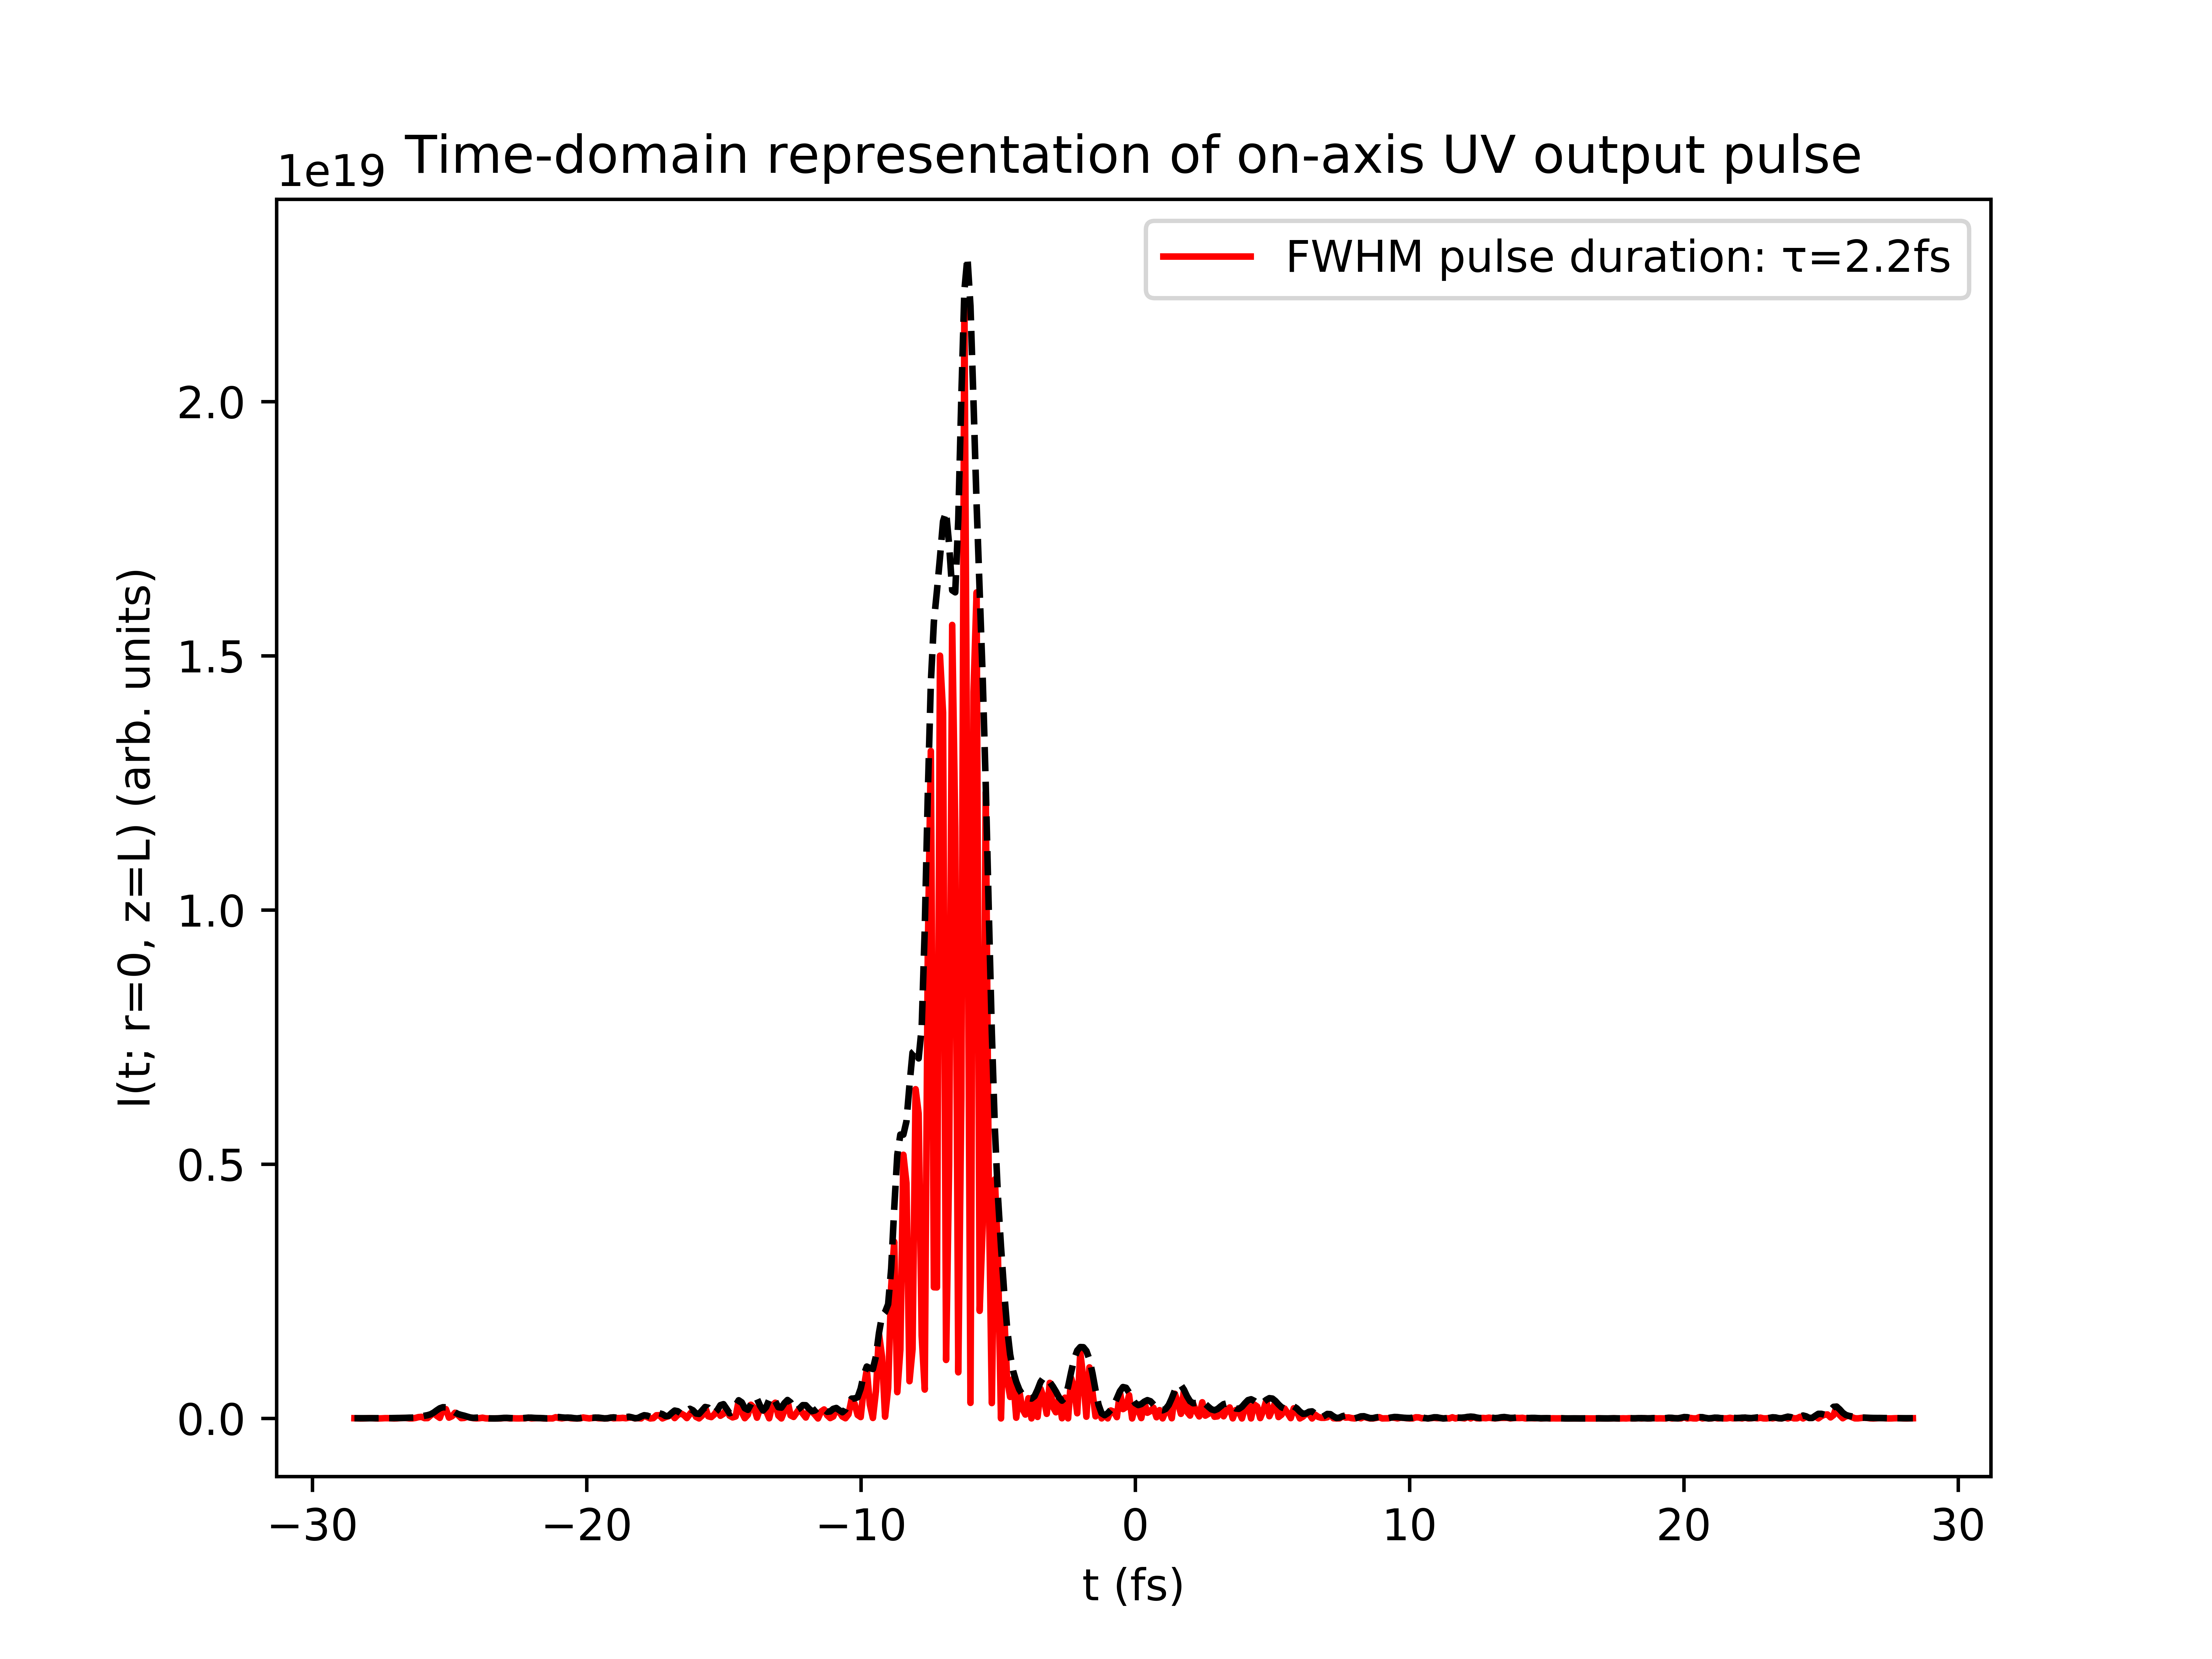 Time-domain representation of on-axis UV output pulse
1e19
FWHM pulse duration: τ=2.2fs
I(t; r=0, z=L) (arb. units)
2.0
1.5
1.0
0.5
0.0
−30 −20 −10 0 10 20 30
t (fs)